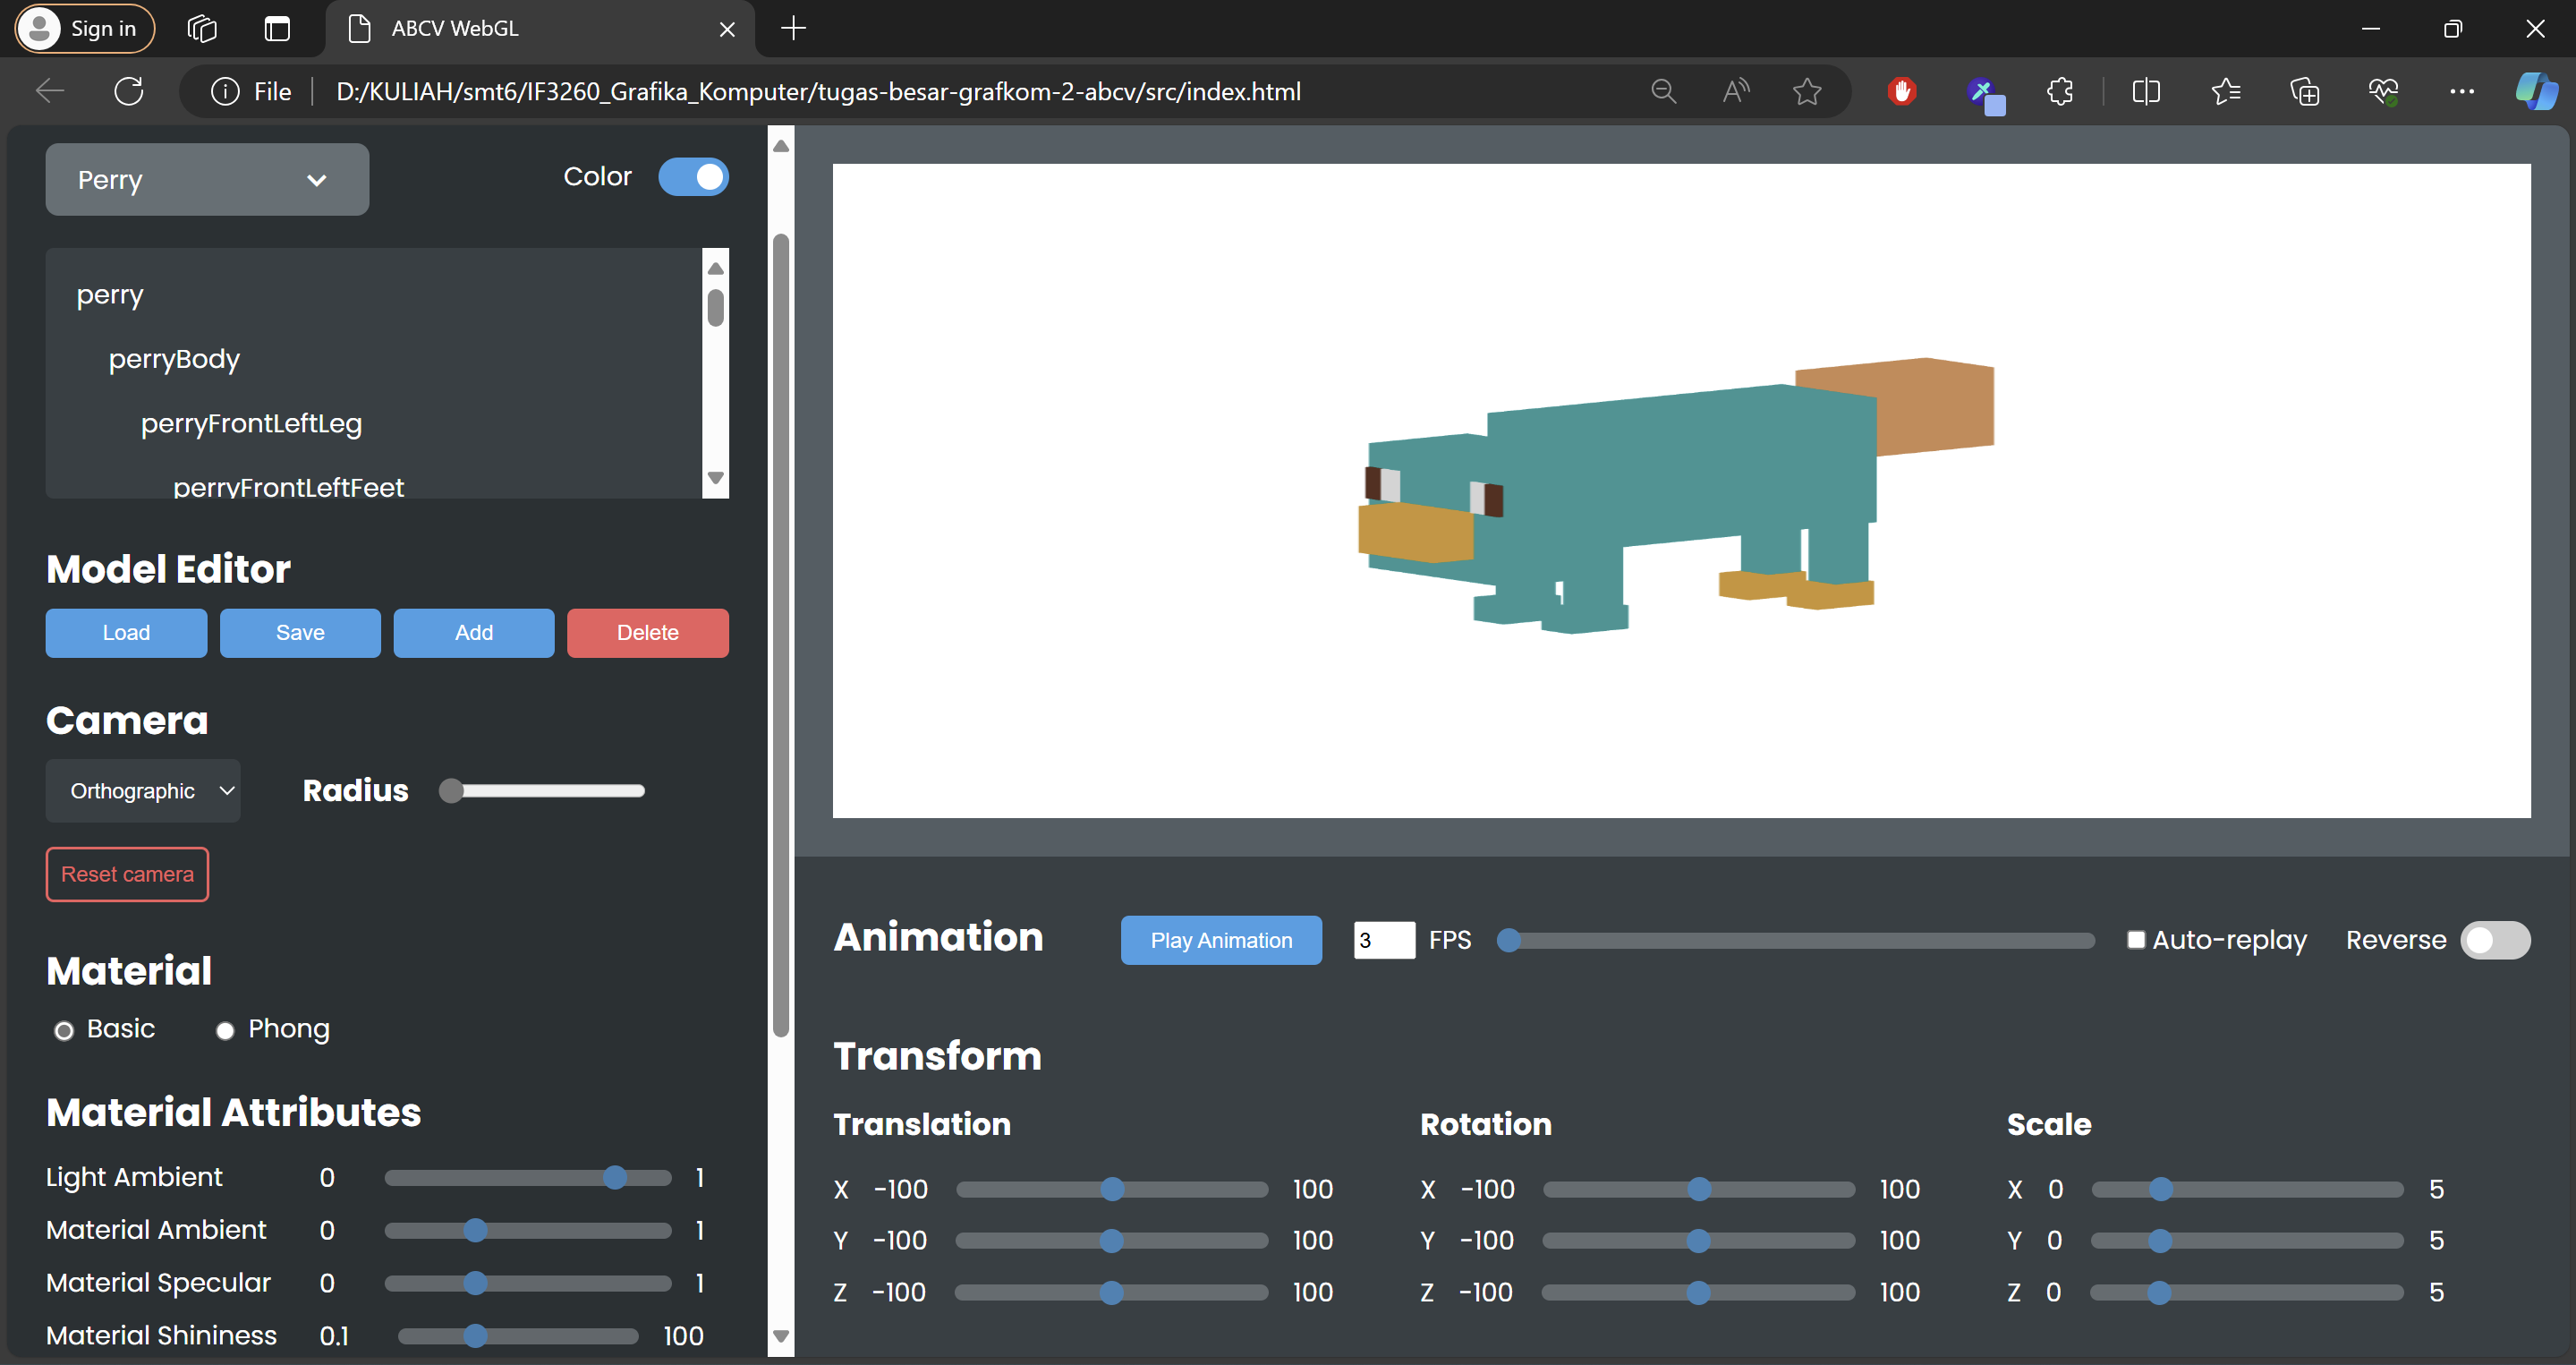 Sign in
ABCV WebGL
File
D:/KULIAH/smt6/IF3260_Grafika_Komputer/tugas-besar-grafkom-2-abcv/src/index.html
Perry
Color
perry
perryBody
perryFrontLeftLeg
perryFrontLeftFeet
Model Editor
Load Save Add Delete
Camera
Orthographic
Radius
Reset camera
Material
Basic Phong
Material Attributes
Light Ambient 0 1
Material Ambient 0 1
Material Specular 0 1
Material Shininess 0.1 100
Animation Play Animation 3 FPS Auto-replay Reverse
Transform
Translation Rotation Scale
X -100 100 X -100 100 X 0 5
Y -100 100 Y -100 100 Y 0 5
Z -100 100 Z -100 100 Z 0 5